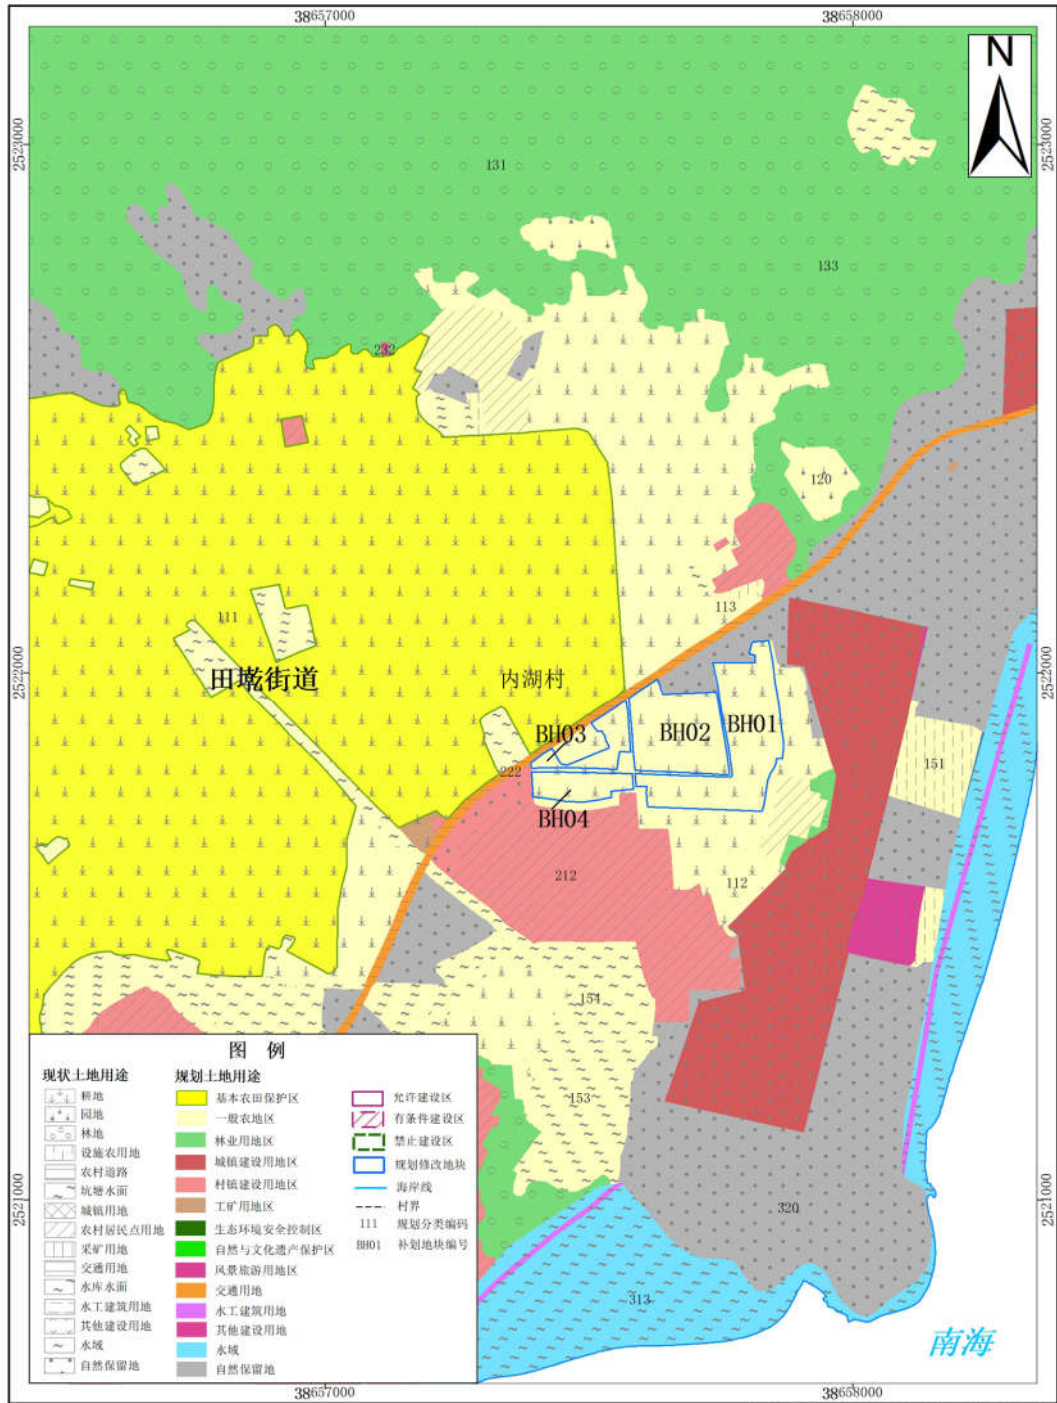 38657000
38658000
N
2523000
2523000
131
133
232
120
111
113
2522000
2522000
田墘街道
内湖村
BH03
BH02
BH01
222
151
BH04
212
112
154
153
2521000
2521000
320
313
南海
图 例
现状土地用途
耕地
园地
林地
设施农用地
农村道路
坑塘水面
城镇用地
农村居民点用地
采矿用地
交通用地
水库水面
水工建筑用地
其他建设用地
水域
自然保留地
规划土地用途
基本农田保护区
一般农地区
林业用地区
城镇建设用地区
村镇建设用地区
工矿用地区
生态环境安全控制区
自然与文化遗产保护区
风景旅游用地区
交通用地
水工建筑用地
其他建设用地
水域
自然保留地
允许建设区
有条件建设区
禁止建设区
规划修改地块
海岸线
村界
111 规划分类编码
BH01 补划地块编号
38657000
38658000